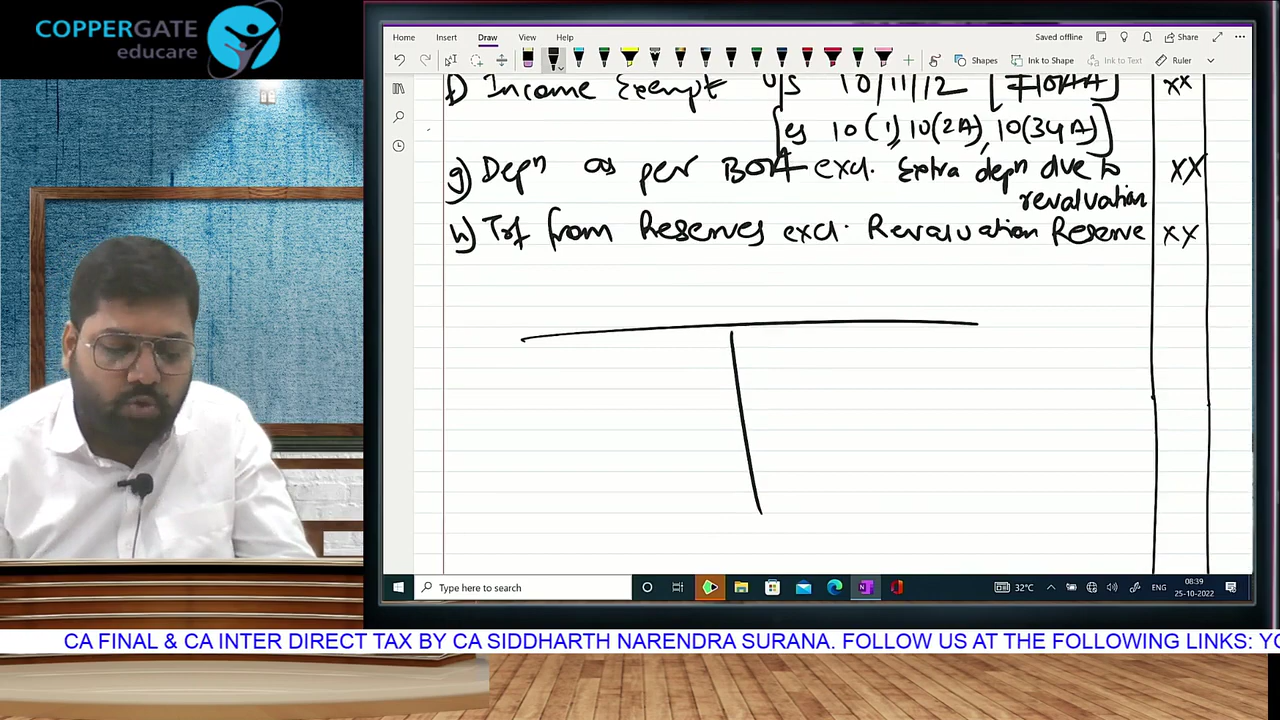 COPPERGATE
educare
Saved offline
Home Insert Draw View Help
Share
Shapes
Ink to Shape
Ink to Text
Ruler
f) Income Exempt u/s 10/11/12 [≠10AA] xx
[eg 10(1), 10(2A), 10(34A)]
g) Depn as per BOA excl. Extra depn due to xx
revaluation
h) Trf from Reserves excl. Revaluation Reserve xx
Type here to search
32°C
ENG
08:39
25-10-2022
CA FINAL & CA INTER DIRECT TAX BY CA SIDDHARTH NARENDRA SURANA. FOLLOW US AT THE FOLLOWING LINKS: YO